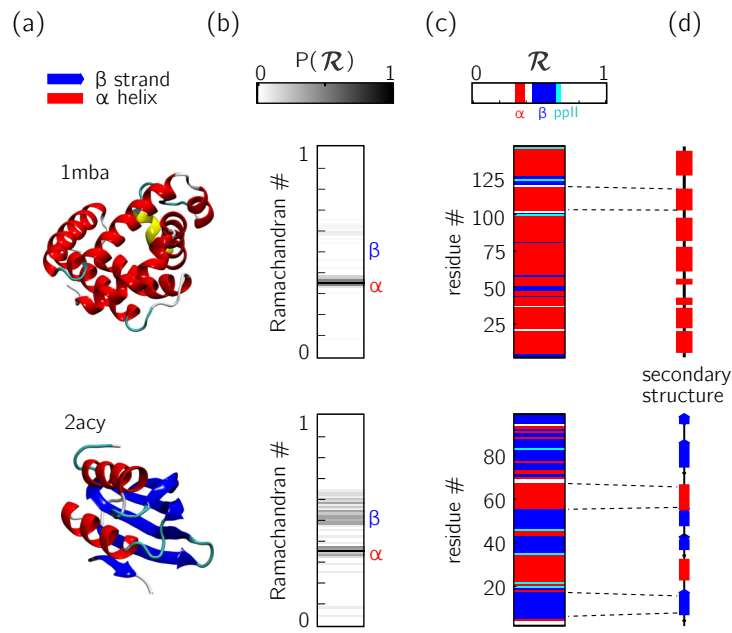 (a)
(b)
(c)
(d)
β strand
α helix
P(ℛ)
0 1
ℛ
0 1
α β ppII
1mba
1
Ramachandran #
β
α
0
residue #
125
100
75
50
25
secondary
structure
2acy
1
Ramachandran #
β
α
0
residue #
80
60
40
20